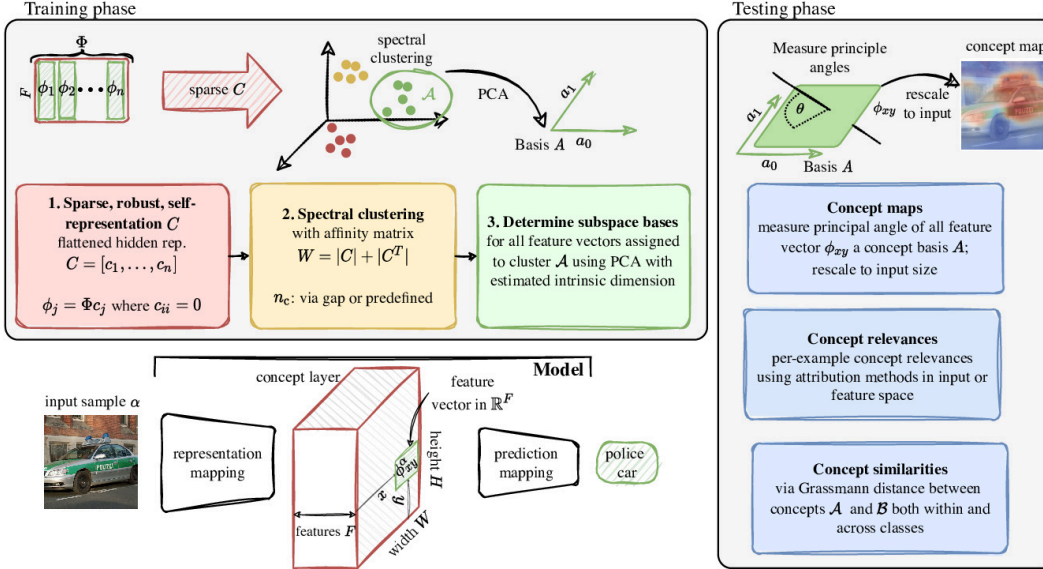 Training phase
Φ
F
ϕ1 ϕ2 ••• ϕn
sparse C
spectral
clustering
𝒜
PCA
a1
Basis A a0
1. Sparse, robust, self-
representation C
flattened hidden rep.
C = [c1, . . . , cn]
ϕj = Φcj where cii = 0
2. Spectral clustering
with affinity matrix
W = |C| + |C^T|
nc: via gap or predefined
3. Determine subspace bases
for all feature vectors assigned
to cluster 𝒜 using PCA with
estimated intrinsic dimension
Model
input sample α
representation
mapping
concept layer
feature
vector in ℝ^F
ϕ^α_xy
x
y
height H
features F
width W
prediction
mapping
police
car
Testing phase
Measure principle
angles
θ
a1
a0
Basis A
ϕxy
rescale
to input
concept map
Concept maps
measure principal angle of all feature
vector ϕxy a concept basis A;
rescale to input size
Concept relevances
per-example concept relevances
using attribution methods in input or
feature space
Concept similarities
via Grassmann distance between
concepts 𝒜 and ℬ both within and
across classes